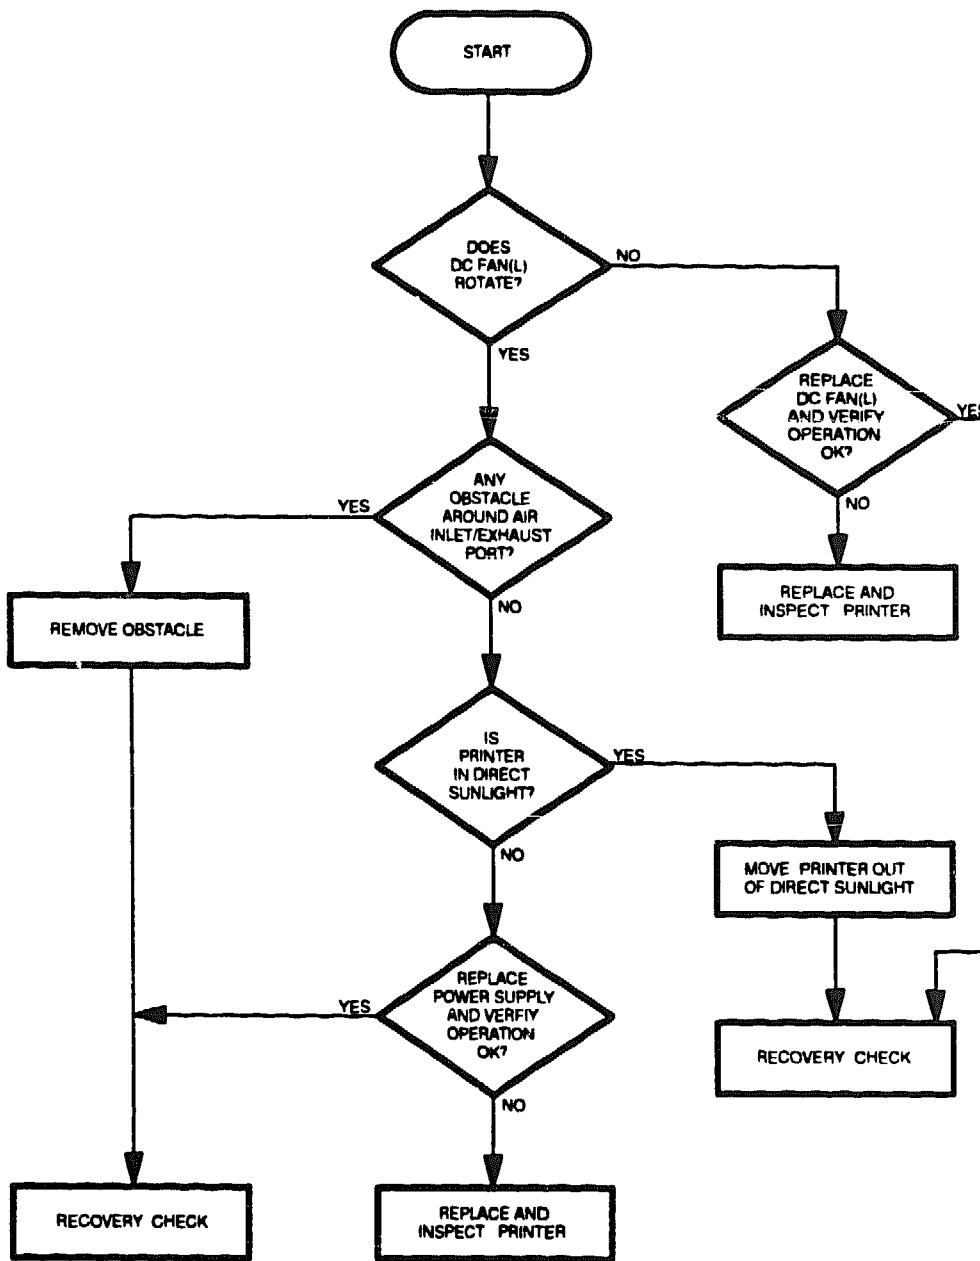 START
DOES
DC FAN(L)
ROTATE?
NO
YES
REPLACE
DC FAN(L)
AND VERIFY
OPERATION
OK?
YES
NO
REPLACE AND
INSPECT PRINTER
ANY
OBSTACLE
AROUND AIR
INLET/EXHAUST
PORT?
YES
NO
REMOVE OBSTACLE
IS
PRINTER
IN DIRECT
SUNLIGHT?
YES
NO
MOVE PRINTER OUT
OF DIRECT SUNLIGHT
REPLACE
POWER SUPPLY
AND VERFIY
OPERATION
OK?
YES
NO
RECOVERY CHECK
RECOVERY CHECK
REPLACE AND
INSPECT PRINTER